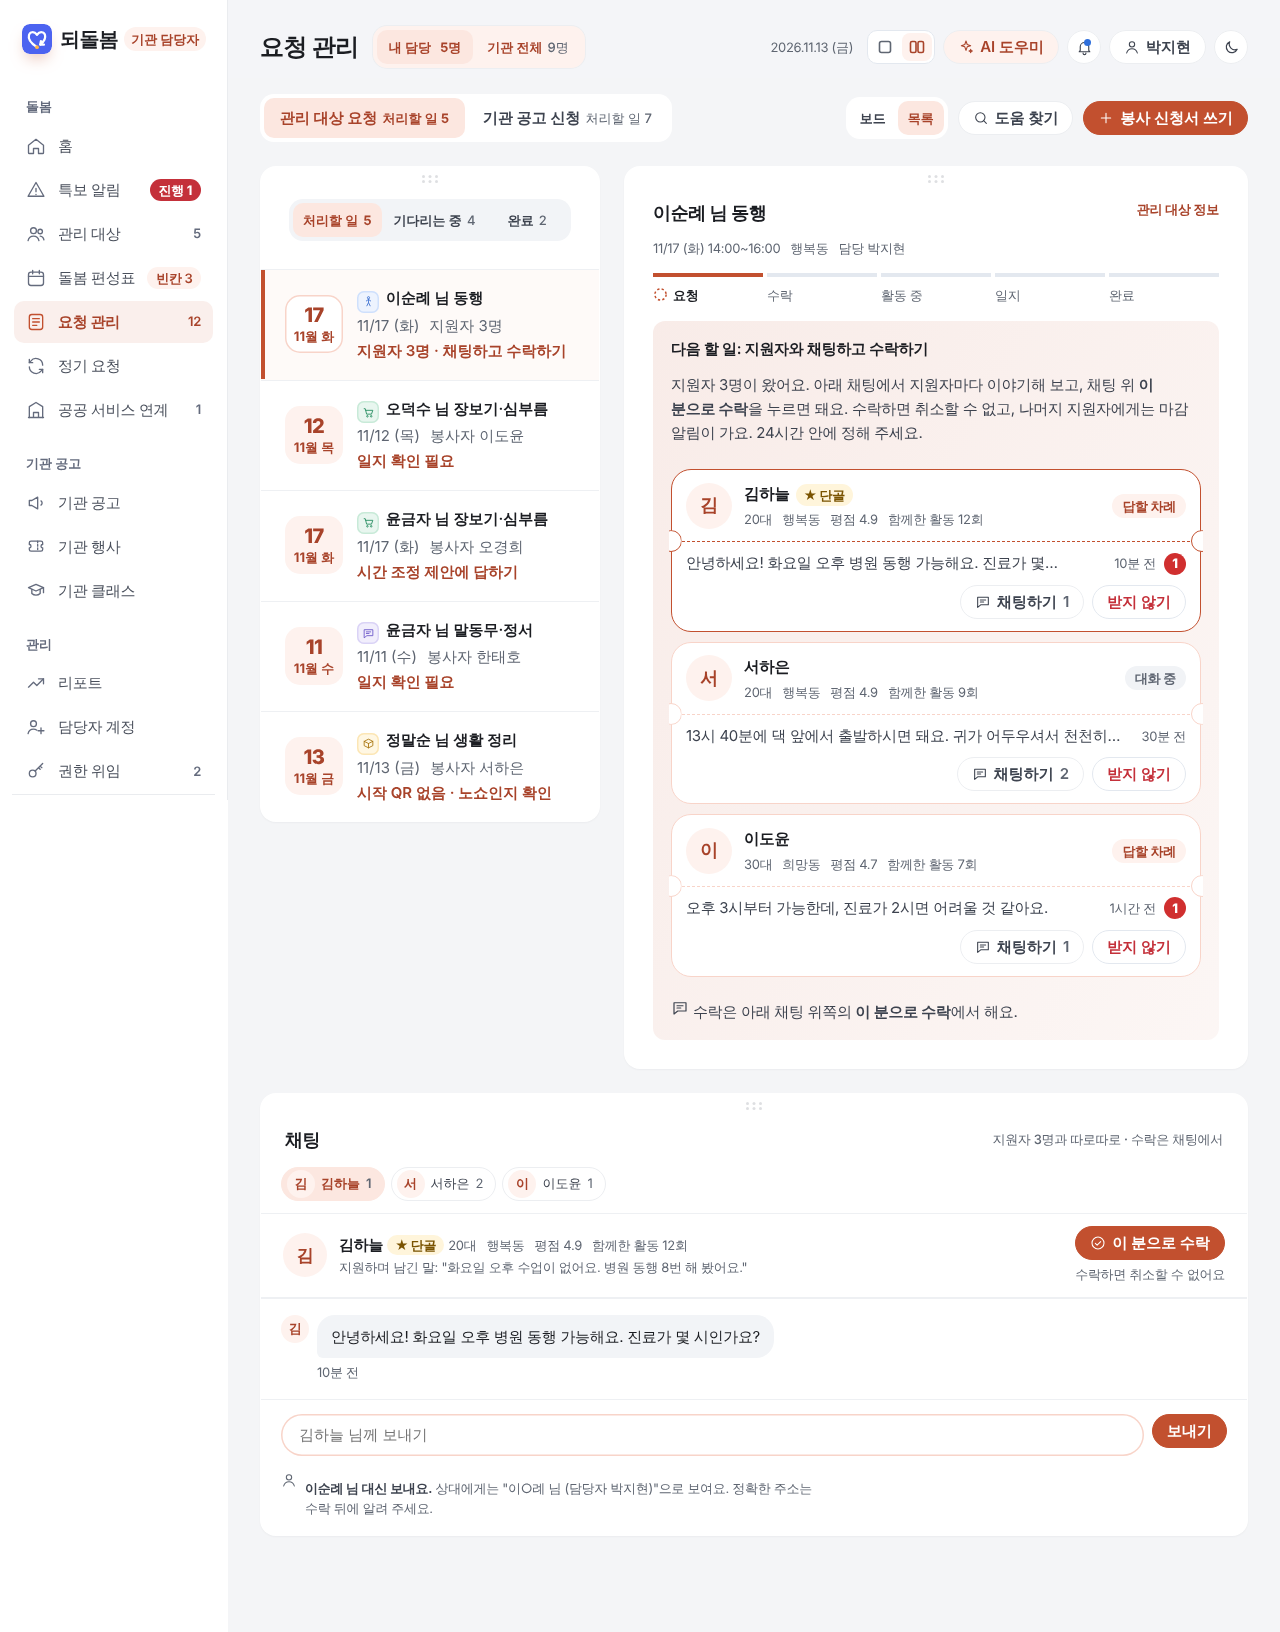 되돌봄 기관 담당자
돌봄
홈
특보 알림 진행 1
관리 대상 5
돌봄 편성표 빈칸 3
요청 관리 12
정기 요청
공공 서비스 연계 1
기관 공고
기관 공고
기관 행사
기관 클래스
관리
리포트
담당자 계정
권한 위임 2
요청 관리 내 담당 5명 기관 전체 9명
2026.11.13 (금) AI 도우미 박지현
관리 대상 요청 처리할 일 5 기관 공고 신청 처리할 일 7
보드 목록 도움 찾기 봉사 신청서 쓰기
처리할 일 5 기다리는 중 4 완료 2
17
11월 화
이순례 님 동행
11/17 (화) 지원자 3명
지원자 3명 · 채팅하고 수락하기
12
11월 목
오덕수 님 장보기·심부름
11/12 (목) 봉사자 이도윤
일지 확인 필요
17
11월 화
윤금자 님 장보기·심부름
11/17 (화) 봉사자 오경희
시간 조정 제안에 답하기
11
11월 수
윤금자 님 말동무·정서
11/11 (수) 봉사자 한태호
일지 확인 필요
13
11월 금
정말순 님 생활 정리
11/13 (금) 봉사자 서하은
시작 QR 없음 · 노쇼인지 확인
이순례 님 동행 관리 대상 정보
11/17 (화) 14:00~16:00 행복동 담당 박지현
요청 수락 활동 중 일지 완료
다음 할 일: 지원자와 채팅하고 수락하기
지원자 3명이 왔어요. 아래 채팅에서 지원자마다 이야기해 보고, 채팅 위 이
분으로 수락을 누르면 돼요. 수락하면 취소할 수 없고, 나머지 지원자에게는 마감
알림이 가요. 24시간 안에 정해 주세요.
김 김하늘 ★ 단골 답할 차례
20대 행복동 평점 4.9 함께한 활동 12회
안녕하세요! 화요일 오후 병원 동행 가능해요. 진료가 몇... 10분 전 1
채팅하기 1 받지 않기
서 서하은 대화 중
20대 행복동 평점 4.9 함께한 활동 9회
13시 40분에 댁 앞에서 출발하시면 돼요. 귀가 어두우셔서 천천히... 30분 전
채팅하기 2 받지 않기
이 이도윤 답할 차례
30대 희망동 평점 4.7 함께한 활동 7회
오후 3시부터 가능한데, 진료가 2시면 어려울 것 같아요. 1시간 전 1
채팅하기 1 받지 않기
수락은 아래 채팅 위쪽의 이 분으로 수락에서 해요.
채팅 지원자 3명과 따로따로 · 수락은 채팅에서
김 김하늘 1 서 서하은 2 이 이도윤 1
김 김하늘 ★ 단골 20대 행복동 평점 4.9 함께한 활동 12회
지원하며 남긴 말: "화요일 오후 수업이 없어요. 병원 동행 8번 해 봤어요."
이 분으로 수락
수락하면 취소할 수 없어요
김 안녕하세요! 화요일 오후 병원 동행 가능해요. 진료가 몇 시인가요?
10분 전
김하늘 님께 보내기 보내기
이순례 님 대신 보내요. 상대에게는 "이○례 님 (담당자 박지현)"으로 보여요. 정확한 주소는
수락 뒤에 알려 주세요.